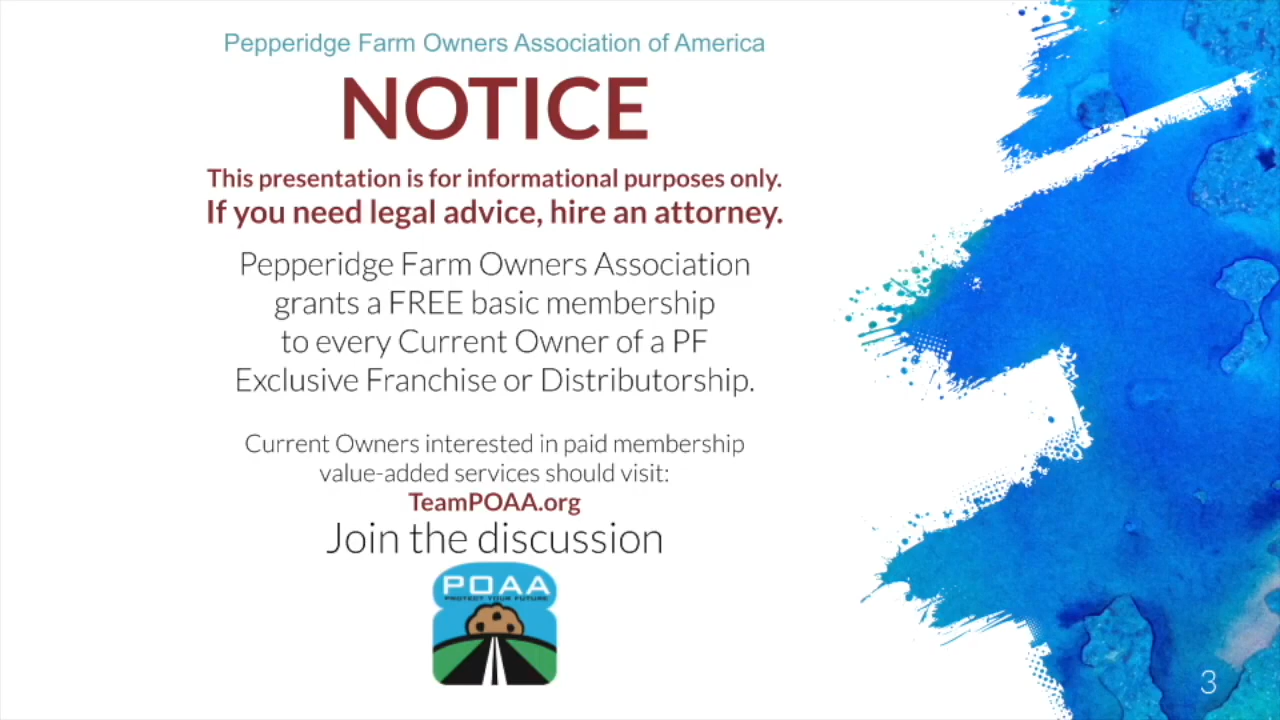 Pepperidge Farm Owners Association of America
NOTICE
This presentation is for informational purposes only.
If you need legal advice, hire an attorney.
Pepperidge Farm Owners Association
grants a FREE basic membership
to every Current Owner of a PF
Exclusive Franchise or Distributorship.
Current Owners interested in paid membership
value-added services should visit:
TeamPOAA.org
Join the discussion
POAA
PROTECT YOUR FUTURE
3